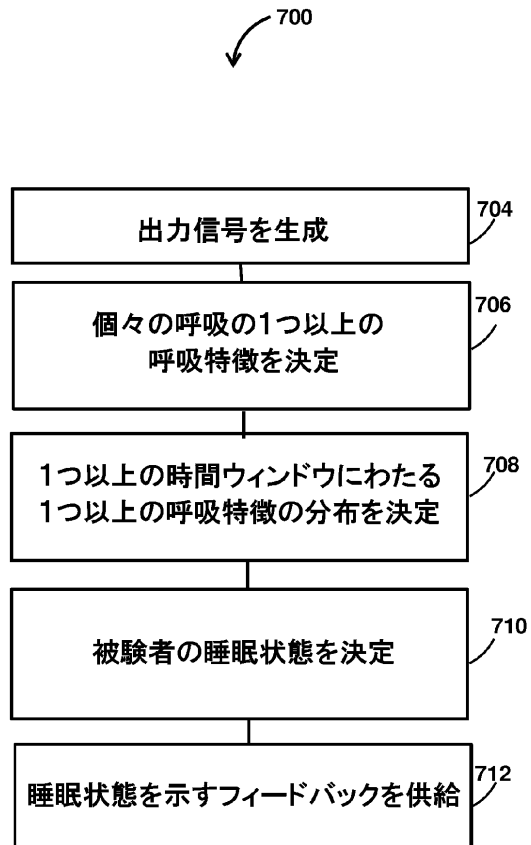 700
出力信号を生成
704
個々の呼吸の1つ以上の
呼吸特徴を決定
706
1つ以上の時間ウィンドウにわたる
1つ以上の呼吸特徴の分布を決定
708
被験者の睡眠状態を決定
710
睡眠状態を示すフィードバックを供給
712